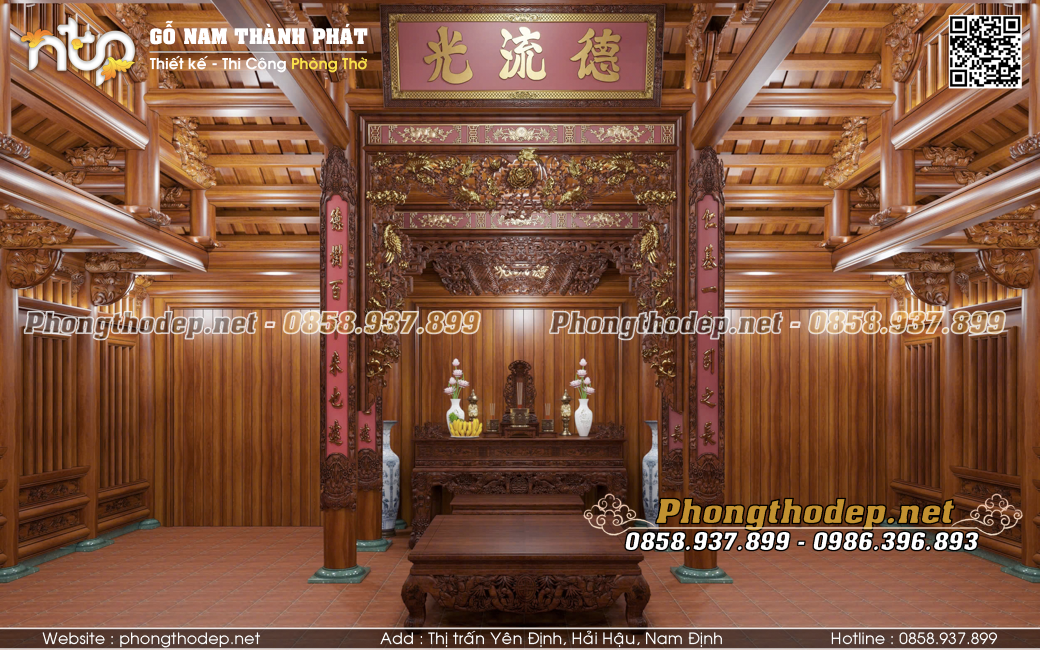 ntp
GỖ NAM THÀNH PHÁT
Thiết kế - Thi Công Phòng Thờ
德流光
Phongthodep.net - 0858.937.899
Phongthodep.net - 0858.937.899
Phongthodep.net
0858.937.899 - 0986.396.893
Website : phongthodep.net
Add : Thị trấn Yên Định, Hải Hậu, Nam Định
Hotline : 0858.937.899